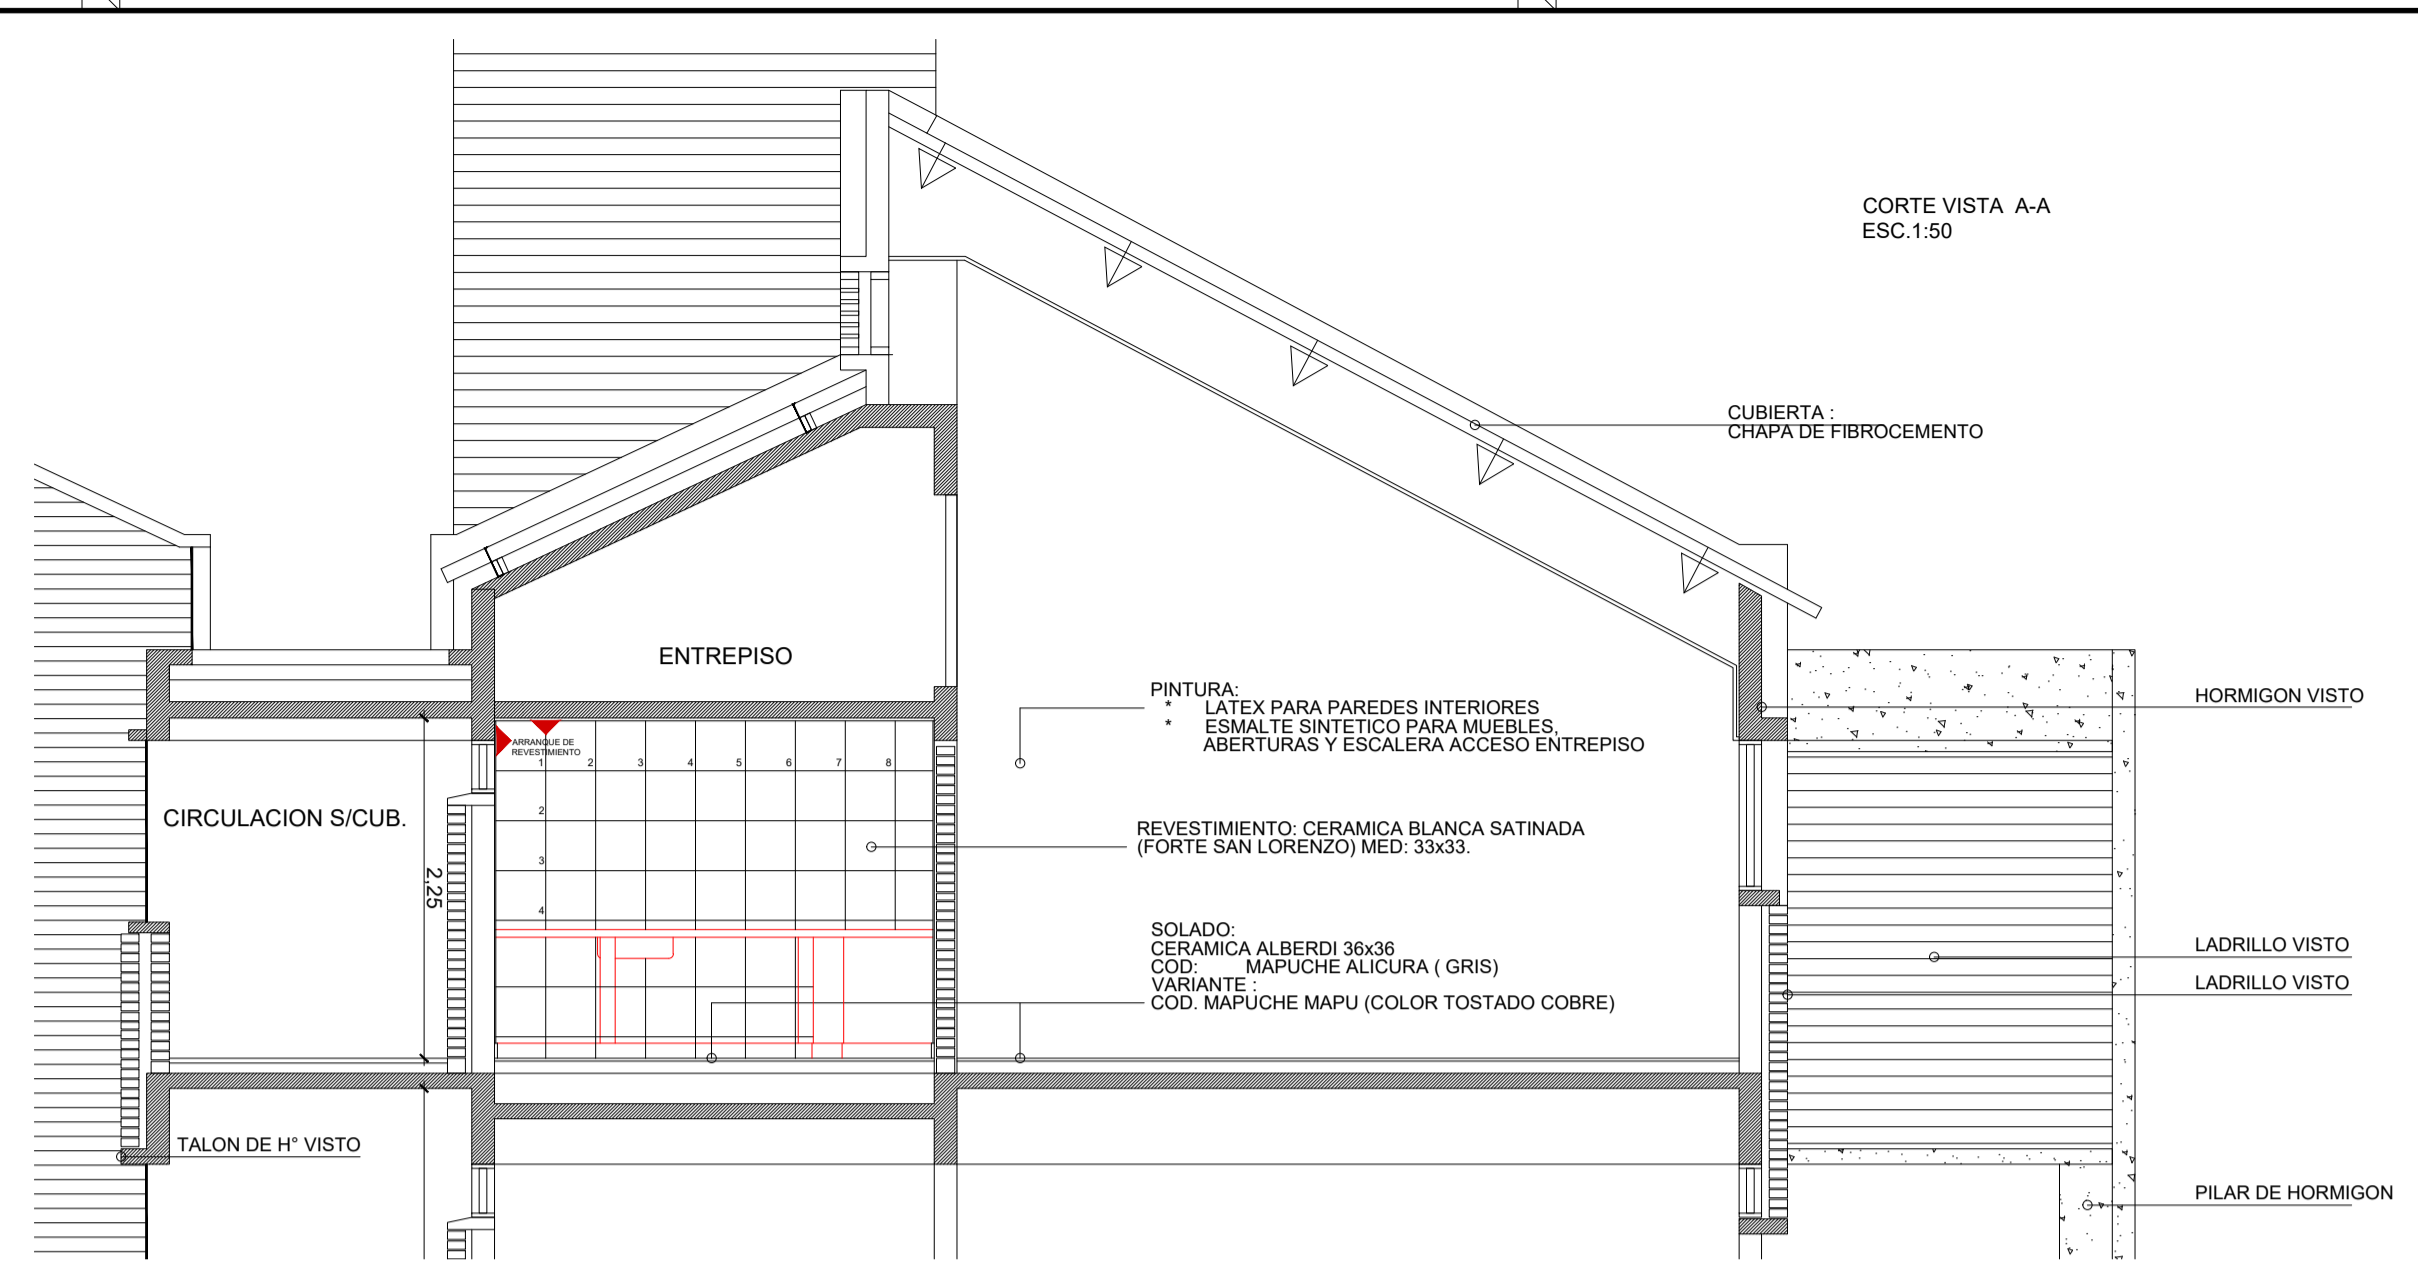 CORTE VISTA A-A
ESC.1:50
CUBIERTA :
CHAPA DE FIBROCEMENTO
ENTREPISO
PINTURA:
* LATEX PARA PAREDES INTERIORES
* ESMALTE SINTETICO PARA MUEBLES,
ABERTURAS Y ESCALERA ACCESO ENTREPISO
HORMIGON VISTO
ARRANQUE DE
REVESTIMIENTO
1 2 3 4 5 6 7 8
2
3
4
CIRCULACION S/CUB.
2,25
REVESTIMIENTO: CERAMICA BLANCA SATINADA
(FORTE SAN LORENZO) MED: 33x33.
SOLADO:
CERAMICA ALBERDI 36x36
COD: MAPUCHE ALICURA ( GRIS)
VARIANTE :
COD. MAPUCHE MAPU (COLOR TOSTADO COBRE)
LADRILLO VISTO
LADRILLO VISTO
TALON DE H° VISTO
PILAR DE HORMIGON